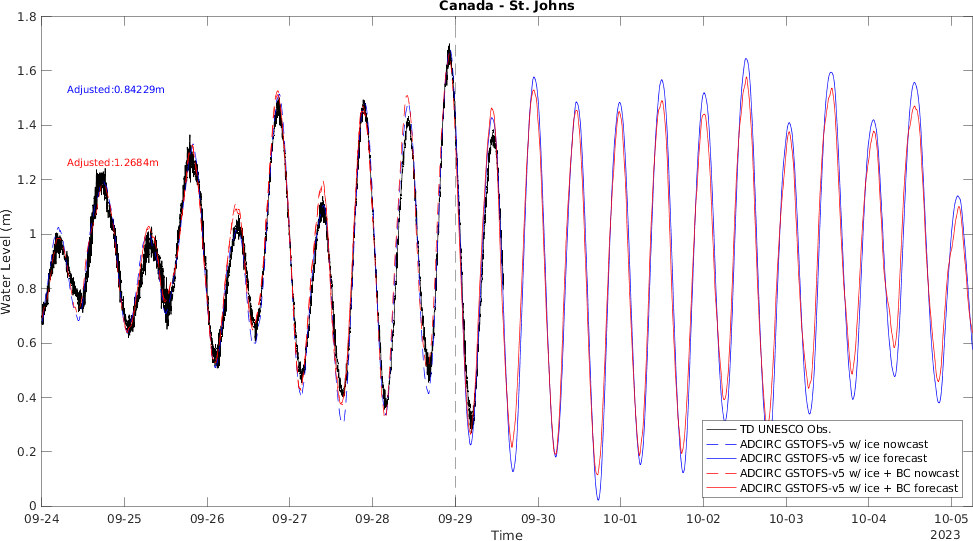 Canada - St. Johns
Water Level (m)
1.8
1.6
1.4
1.2
1
0.8
0.6
0.4
0.2
0
Adjusted:0.84229m
Adjusted:1.2684m
TD UNESCO Obs.
ADCIRC GSTOFS-v5 w/ ice nowcast
ADCIRC GSTOFS-v5 w/ ice forecast
ADCIRC GSTOFS-v5 w/ ice + BC nowcast
ADCIRC GSTOFS-v5 w/ ice + BC forecast
09-24 09-25 09-26 09-27 09-28 09-29 09-30 10-01 10-02 10-03 10-04 10-05
2023
Time